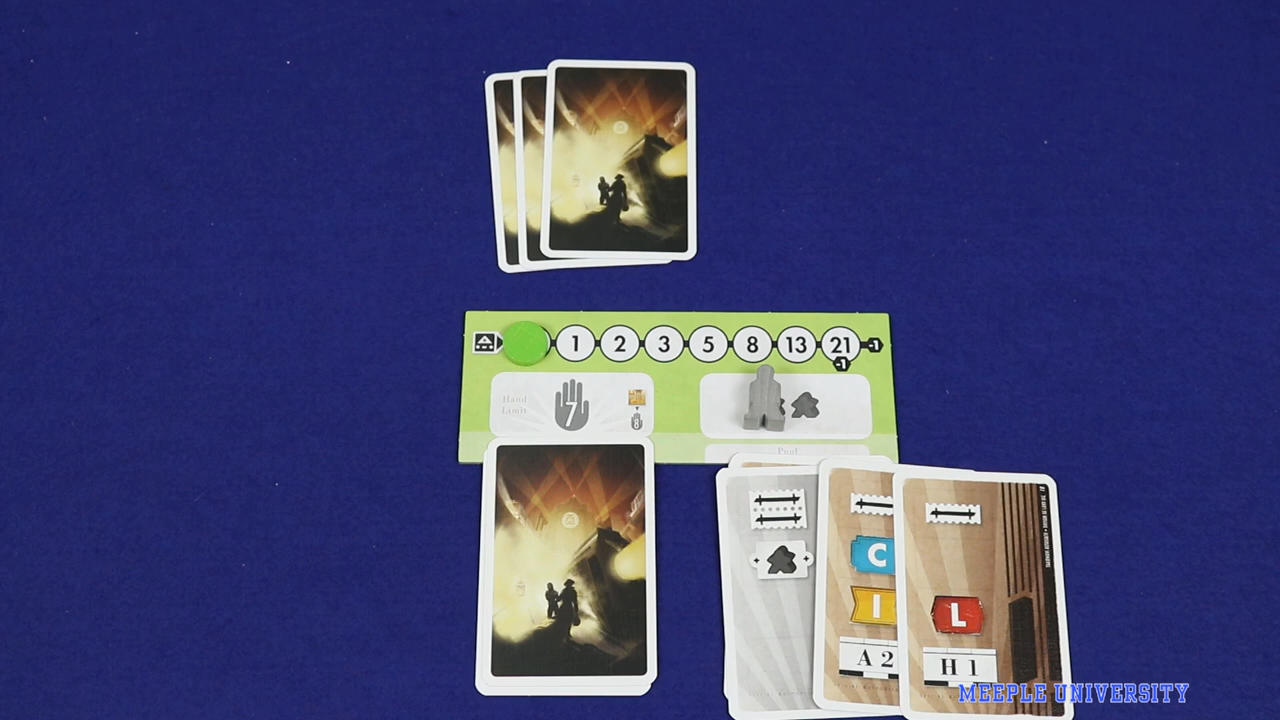 1 2 3 5 8 13 21 -1
-1
Hand
Limit
7
8
Pool
C
I
A 2
L
H 1
MEEPLE UNIVERSITY